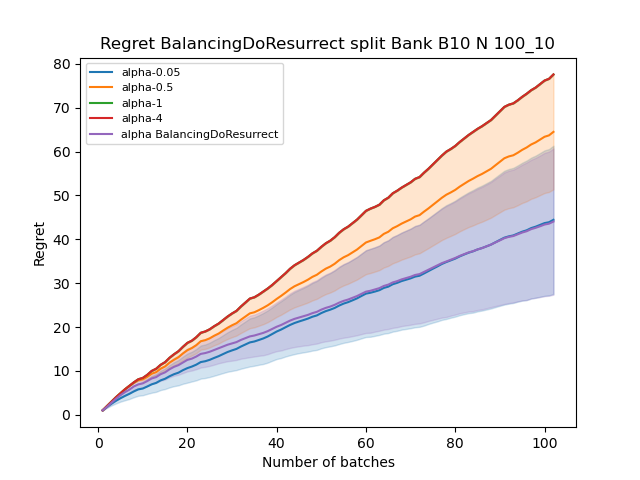 Regret BalancingDoResurrect split Bank B10 N 100_10
alpha-0.05
alpha-0.5
alpha-1
alpha-4
alpha BalancingDoResurrect
80
70
60
50
40
30
20
10
0
Regret
0 20 40 60 80 100
Number of batches